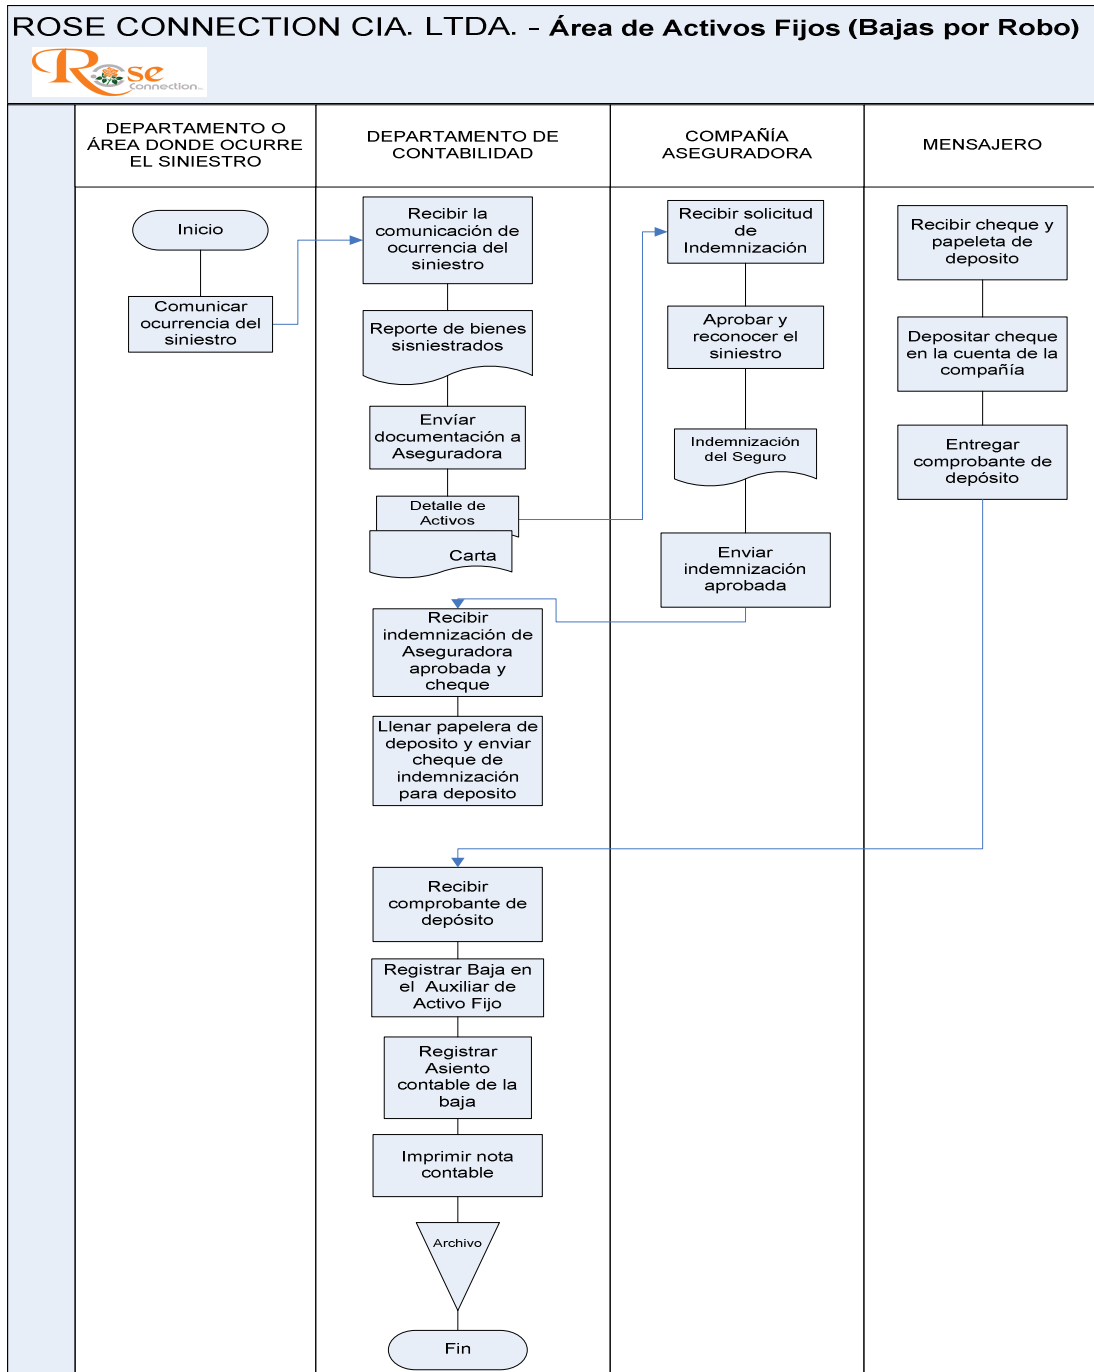 ROSE CONNECTION CIA. LTDA. - Área de Activos Fijos (Bajas por Robo)
Rose
Connection
DEPARTAMENTO O
ÁREA DONDE OCURRE
EL SINIESTRO
DEPARTAMENTO DE
CONTABILIDAD
COMPAÑÍA
ASEGURADORA
MENSAJERO
Inicio
Comunicar
ocurrencia del
siniestro
Recibir la
comunicación de
ocurrencia del
siniestro
Reporte de bienes
sisniestrados
Envíar
documentación a
Aseguradora
Detalle de
Activos
Carta
Recibir
indemnización de
Aseguradora
aprobada y
cheque
Llenar papelera de
deposito y enviar
cheque de
indemnización
para deposito
Recibir
comprobante de
depósito
Registrar Baja en
el Auxiliar de
Activo Fijo
Registrar
Asiento
contable de la
baja
Imprimir nota
contable
Archivo
Fin
Recibir solicitud
de
Indemnización
Aprobar y
reconocer el
siniestro
Indemnización
del Seguro
Enviar
indemnización
aprobada
Recibir cheque y
papeleta de
deposito
Depositar cheque
en la cuenta de la
compañía
Entregar
comprobante de
depósito